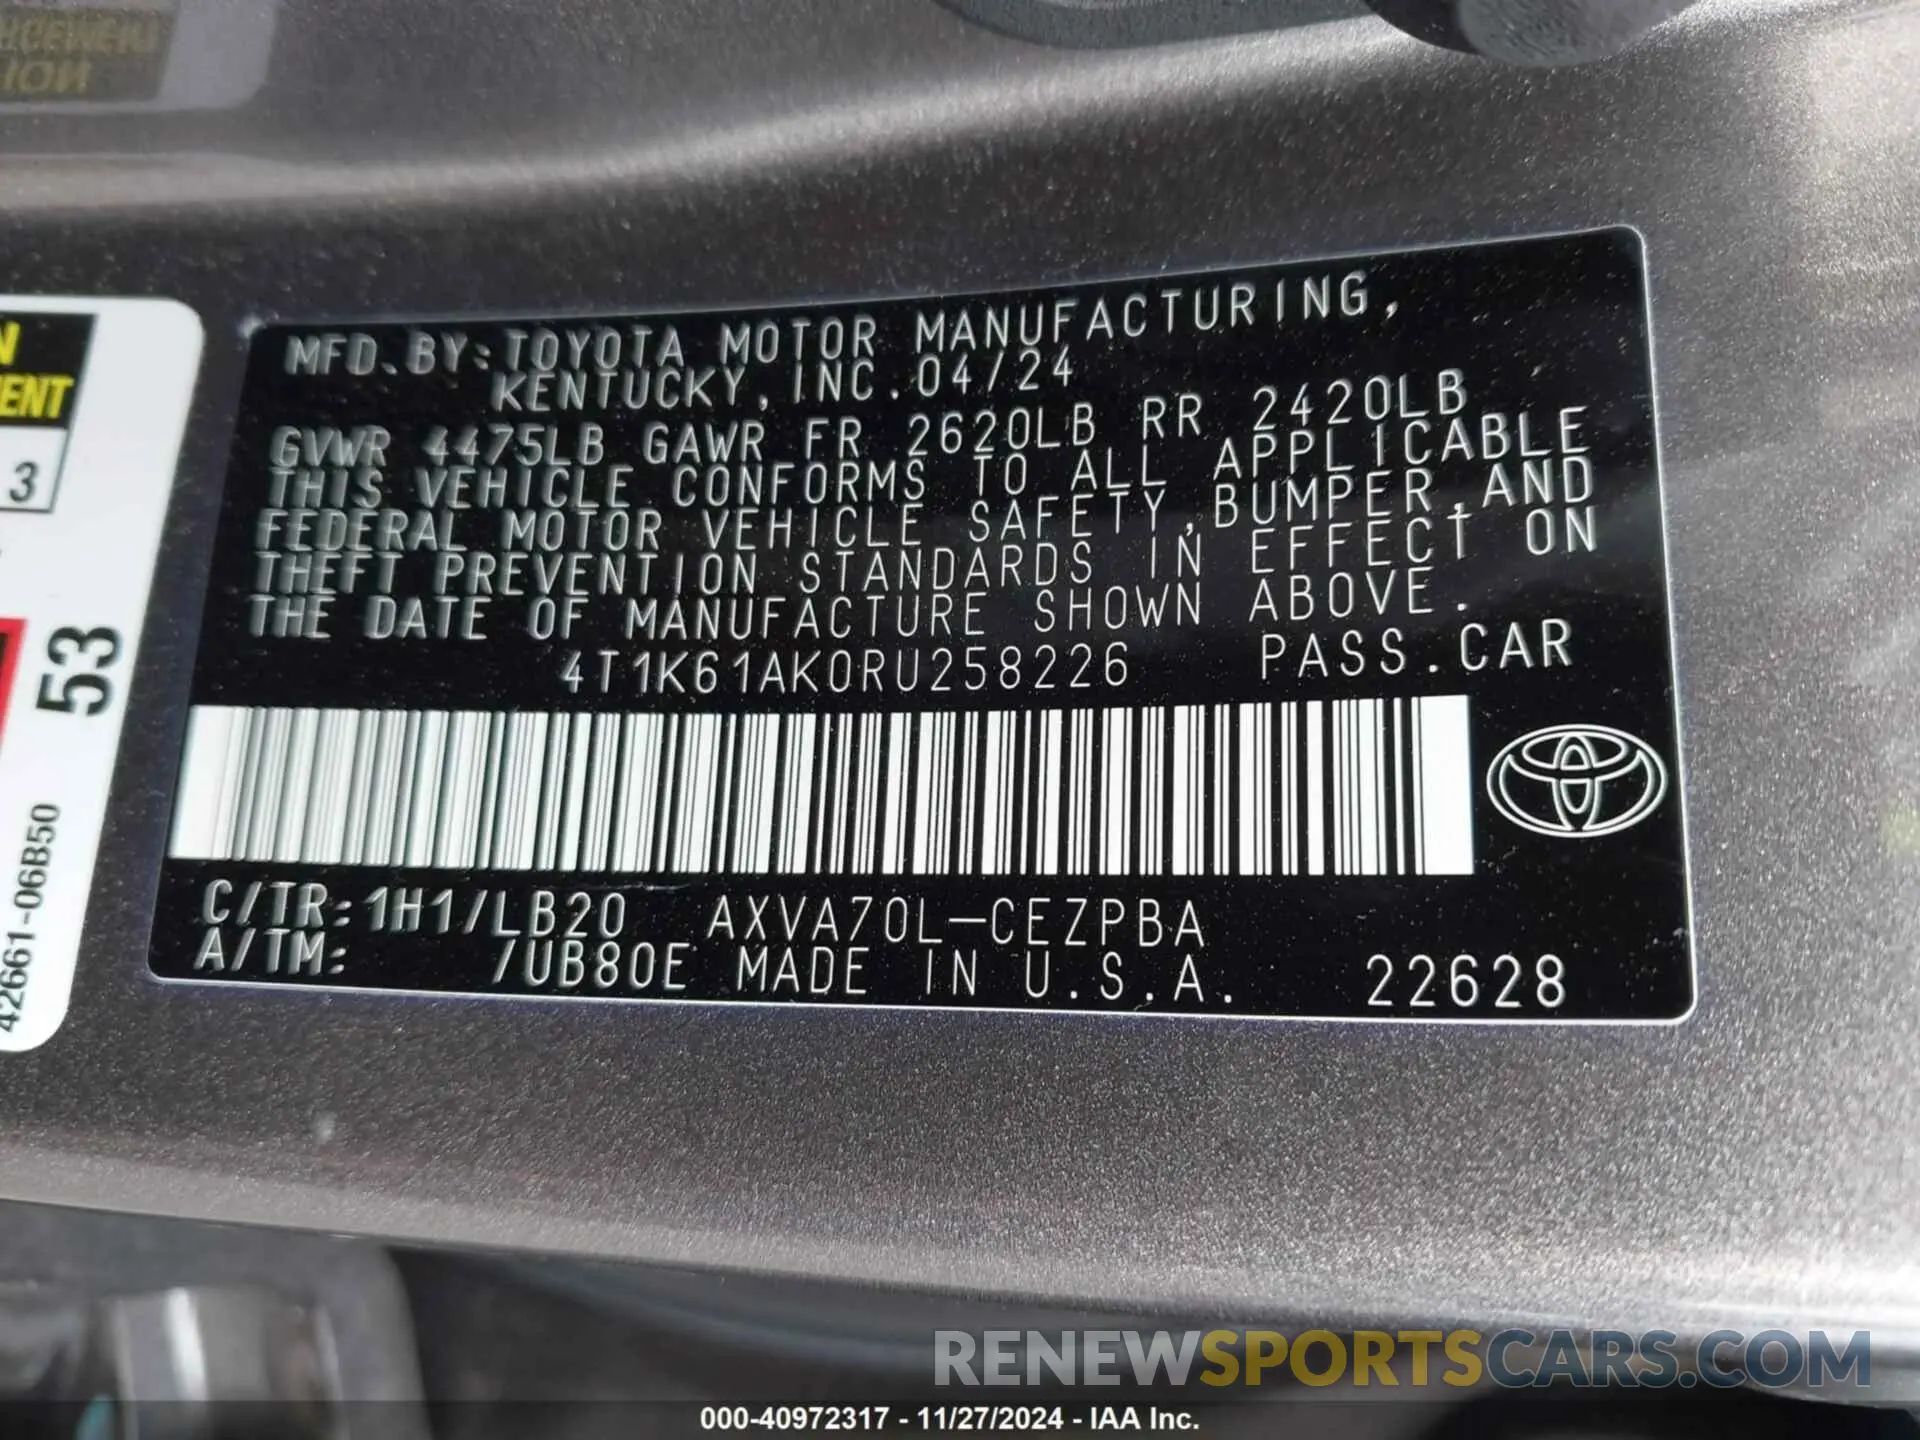 MFD.BY:TOYOTA MOTOR MANUFACTURING,
KENTUCKY, INC.04/24
GVWR 4475LB GAWR FR 2620LB RR 2420LB
THIS VEHICLE CONFORMS TO ALL APPLICABLE
FEDERAL MOTOR VEHICLE SAFETY,BUMPER,AND
THEFT PREVENTION STANDARDS IN EFFECT ON
THE DATE OF MANUFACTURE SHOWN ABOVE.
4T1K61AK0RU258226 PASS.CAR
C/TR:1H1/LB20 AXVA70L-CEZPBA
A/TM: /UB80E MADE IN U.S.A. 22628
N
ENT
3
53
42661-06B50
RENEWSPORTSCARS.COM
000-40972317 - 11/27/2024 - IAA Inc.